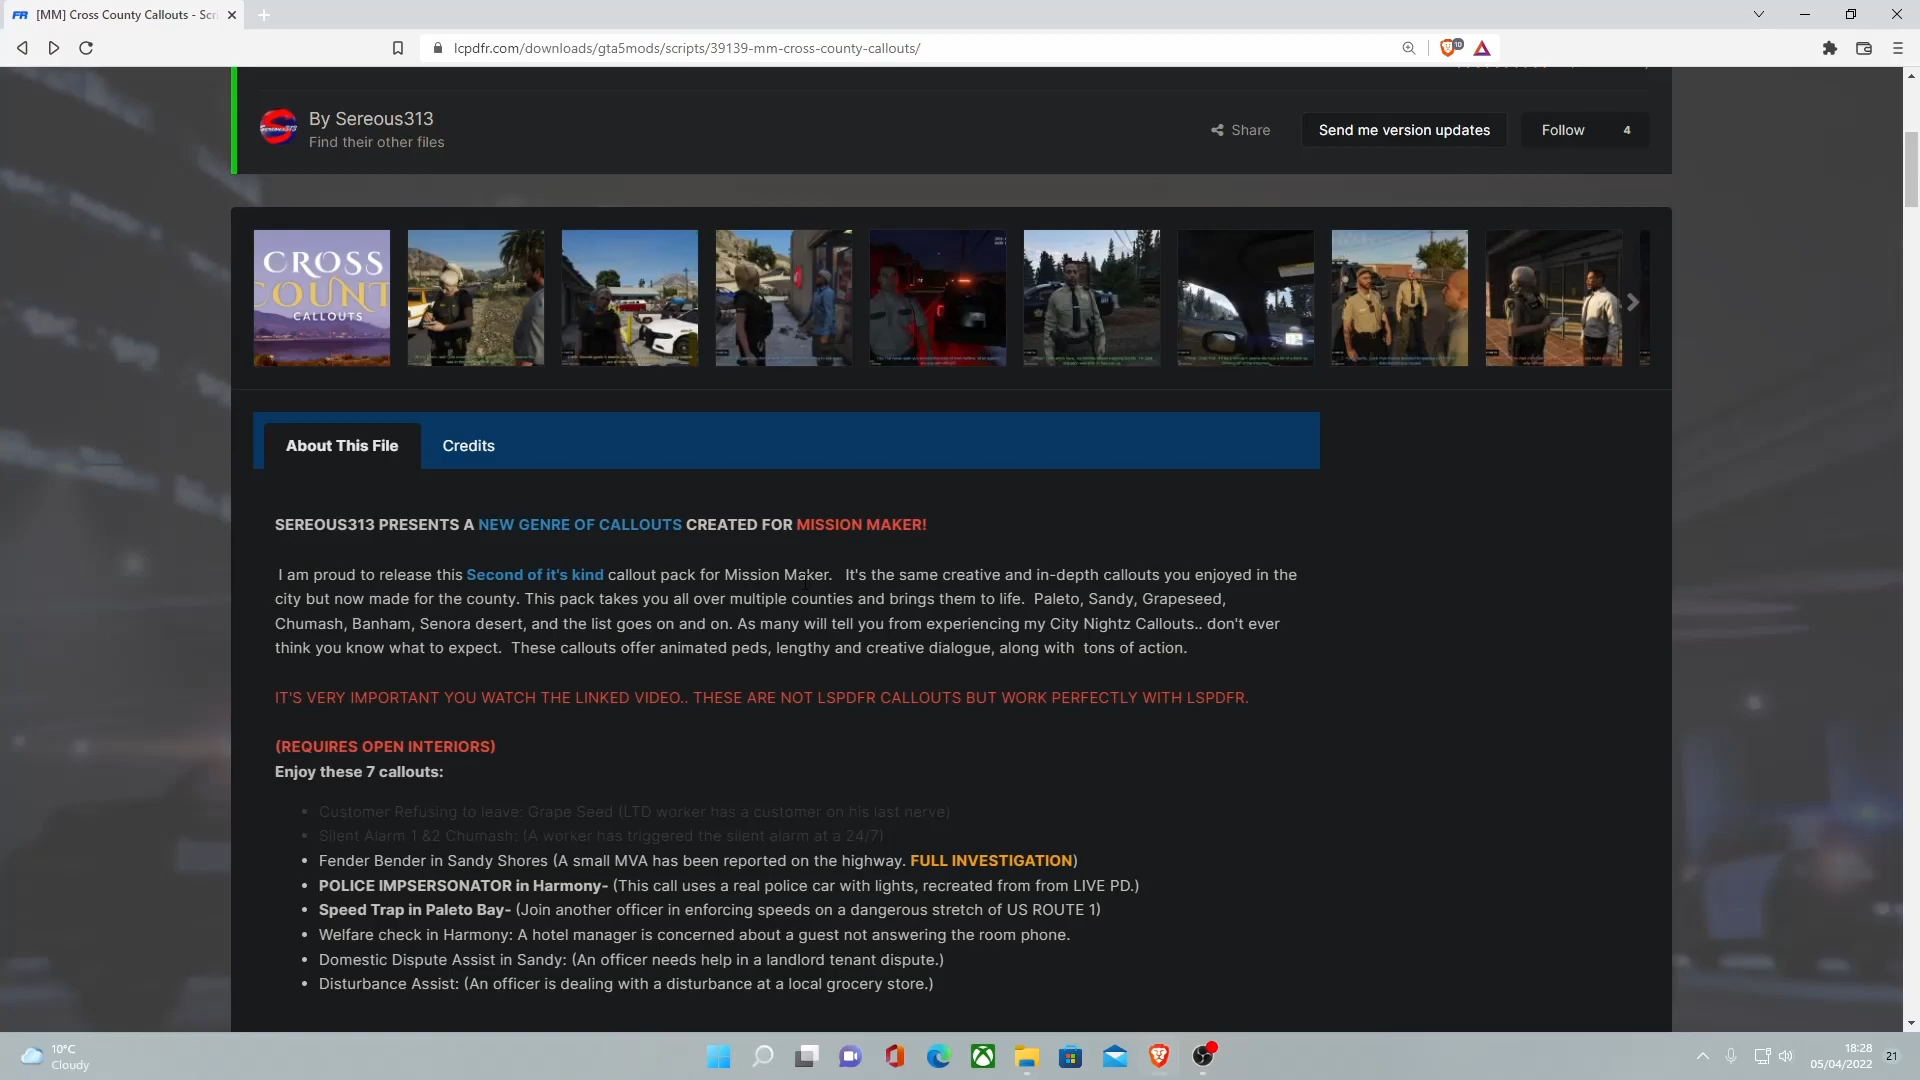 [MM] Cross County Callouts - Scri
lcpdfr.com/downloads/gta5mods/scripts/39139-mm-cross-county-callouts/
By Sereous313
Find their other files
Share
Send me version updates
Follow 4
CROSS
COUNT
CALLOUTS
About This File
Credits
SEREOUS313 PRESENTS A NEW GENRE OF CALLOUTS CREATED FOR MISSION MAKER!
I am proud to release this Second of it's kind callout pack for Mission Maker.   It's the same creative and in-depth callouts you enjoyed in the
city but now made for the county. This pack takes you all over multiple counties and brings them to life.  Paleto, Sandy, Grapeseed,
Chumash, Banham, Senora desert, and the list goes on and on. As many will tell you from experiencing my City Nightz Callouts.. don't ever
think you know what to expect.  These callouts offer animated peds, lengthy and creative dialogue, along with  tons of action.
IT'S VERY IMPORTANT YOU WATCH THE LINKED VIDEO.. THESE ARE NOT LSPDFR CALLOUTS BUT WORK PERFECTLY WITH LSPDFR.
(REQUIRES OPEN INTERIORS)
Enjoy these 7 callouts:
• Customer Refusing to leave: Grape Seed (LTD worker has a customer on his last nerve)
• Silent Alarm 1 &2 Chumash: (A worker has triggered the silent alarm at a 24/7)
• Fender Bender in Sandy Shores (A small MVA has been reported on the highway. FULL INVESTIGATION)
• POLICE IMPSERSONATOR in Harmony- (This call uses a real police car with lights, recreated from from LIVE PD.)
• Speed Trap in Paleto Bay- (Join another officer in enforcing speeds on a dangerous stretch of US ROUTE 1)
• Welfare check in Harmony: A hotel manager is concerned about a guest not answering the room phone.
• Domestic Dispute Assist in Sandy: (An officer needs help in a landlord tenant dispute.)
• Disturbance Assist: (An officer is dealing with a disturbance at a local grocery store.)
10°C
Cloudy
18:28
05/04/2022
21